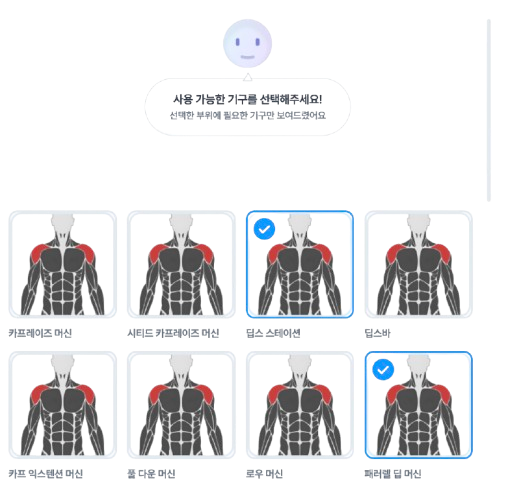 사용 가능한 기구를 선택해주세요!
선택한 부위에 필요한 기구만 보여드렸어요
카프레이즈 머신
시티드 카프레이즈 머신
딥스 스테이션
딥스바
카프 익스텐션 머신
풀 다운 머신
로우 머신
패러렐 딥 머신